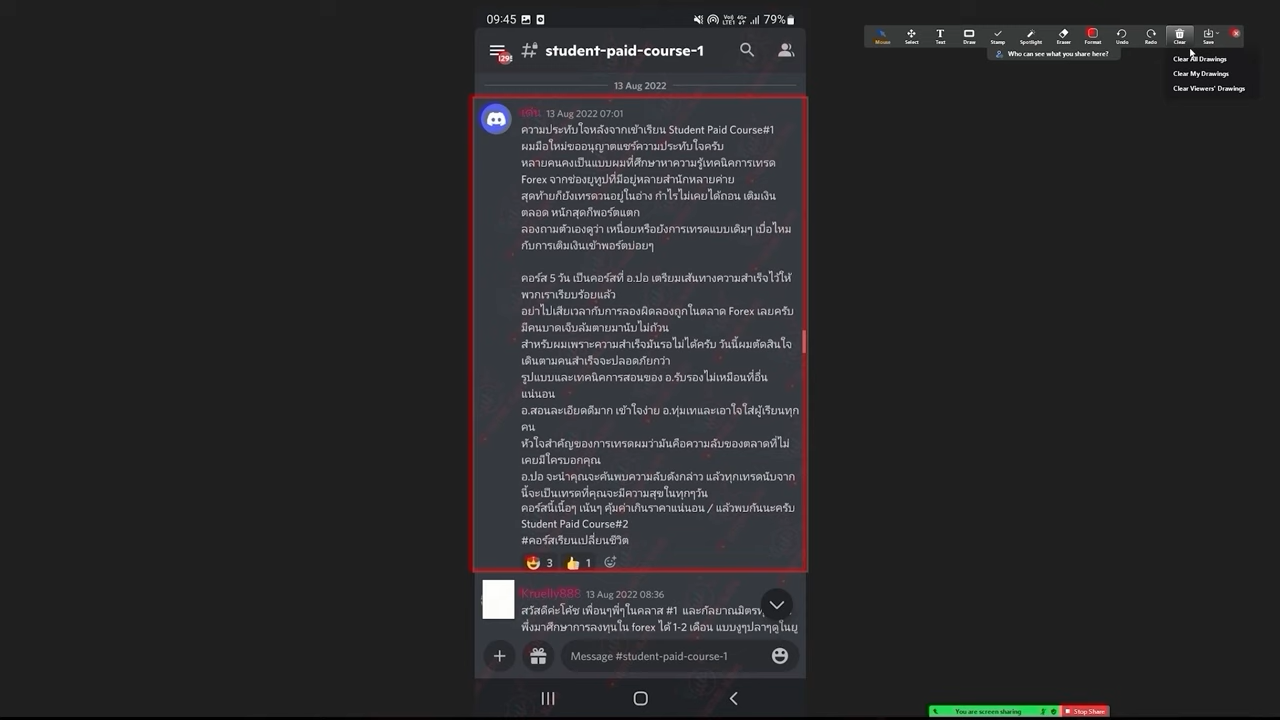 09:45
Vo)) 4G+
LTE1
79%
Mouse
Select
Text
Draw
Stamp
Spotlight
Eraser
Format
Undo
Redo
Clear
Save
Who can see what you share here?
Clear All Drawings
Clear My Drawings
Clear Viewers' Drawings
129
# student-paid-course-1
13 Aug 2022
เต้น 13 Aug 2022 07:01
ความประทับใจหลังจากเข้าเรียน Student Paid Course#1
ผมมือใหม่ขออนุญาตแชร์ความประทับใจครับ
หลายคนคงเป็นแบบผมที่ศึกษาหาความรู้เทคนิคการเทรด
Forex จากช่องยูทูปที่มีอยู่หลายสำนักหลายค่าย
สุดท้ายก็ยังเทรดวนอยู่ในอ่าง กำไรไม่เคยได้ถอน เติมเงิน
ตลอด หนักสุดก็พอร์ตแตก
ลองถามตัวเองดูว่า เหนื่อยหรือยังการเทรดแบบเดิมๆ เบื่อไหม
กับการเติมเงินเข้าพอร์ตบ่อยๆ
คอร์ส 5 วัน เป็นคอร์สที่ อ.ปอ เตรียมเส้นทางความสำเร็จไว้ให้
พวกเราเรียบร้อยแล้ว
อย่าไปเสียเวลากับการลองผิดลองถูกในตลาด Forex เลยครับ
มีคนบาดเจ็บล้มตายมานับไม่ถ้วน
สำหรับผมเพราะความสำเร็จมันรอไม่ได้ครับ วันนี้ผมตัดสินใจ
เดินตามคนสำเร็จจะปลอดภัยกว่า
รูปแบบและเทคนิคการสอนของ อ.รับรองไม่เหมือนที่อื่น
แน่นอน
อ.สอนละเอียดดีมาก เข้าใจง่าย อ.ทุ่มเทและเอาใจใส่ผู้เรียนทุก
คน
หัวใจสำคัญของการเทรดผมว่ามันคือความลับของตลาดที่ไม่
เคยมีใครบอกคุณ
อ.ปอ จะนำคุณจะค้นพบความลับดังกล่าว แล้วทุกเทรดนับจาก
นี้จะเป็นเทรดที่คุณจะมีความสุขในทุกๆวัน
คอร์สนี้เนื้อๆ เน้นๆ คุ้มค่าเกินราคาแน่นอน / แล้วพบกันนะครับ
Student Paid Course#2
#คอร์สเรียนเปลี่ยนชีวิต
3 1
Kruelly888 13 Aug 2022 08:36
สวัสดีค่ะโค้ช เพื่อนๆพี่ๆในคลาส #1 และกัลยาณมิตร
พึ่งมาศึกษาการลงทุนใน forex ได้ 1-2 เดือน แบบงูๆปลาๆดูในยู
Message #student-paid-course-1
You are screen sharing
Stop Share